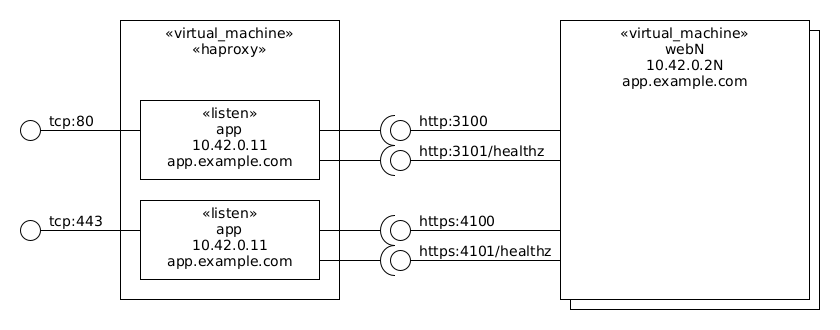 «virtual_machine»
«haproxy»
tcp:80
«listen»
app
10.42.0.11
app.example.com
tcp:443
«listen»
app
10.42.0.11
app.example.com
http:3100
http:3101/healthz
https:4100
https:4101/healthz
«virtual_machine»
webN
10.42.0.2N
app.example.com